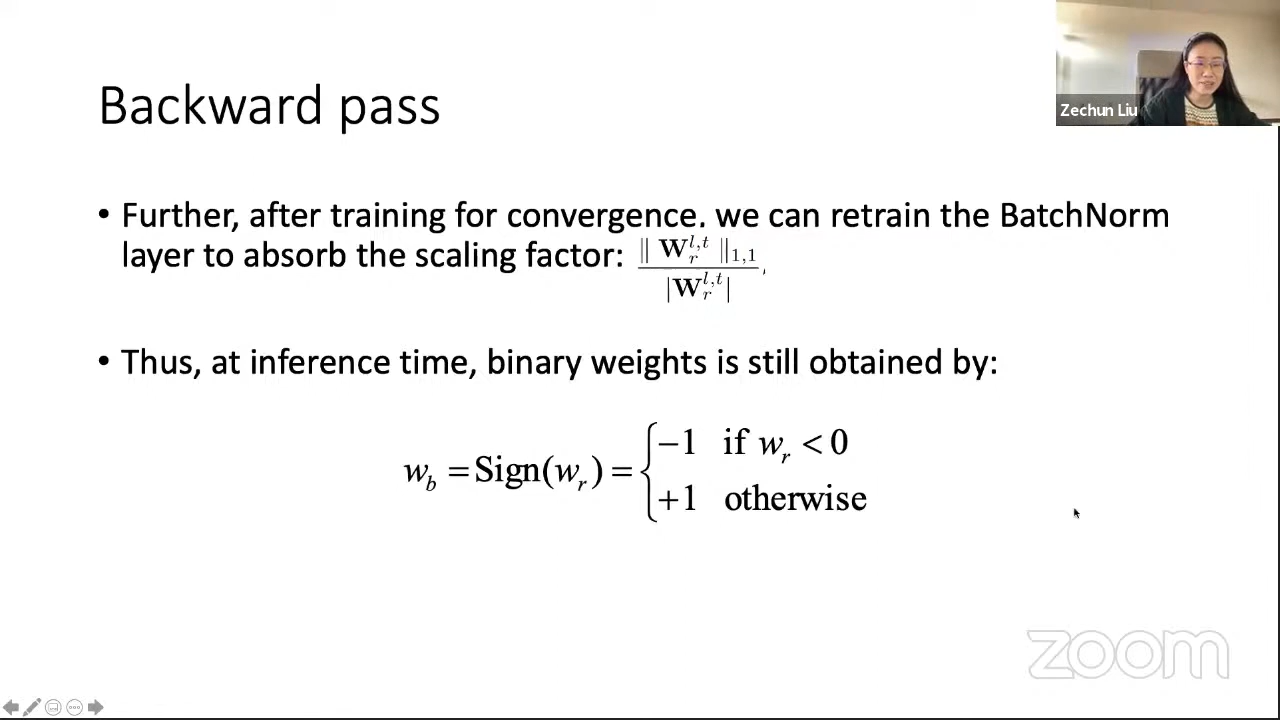 Zechun Liu
Backward pass
• Further, after training for convergence, we can retrain the BatchNorm
layer to absorb the scaling factor: ‖ W_r^{l,t} ‖_{1,1} / |W_r^{l,t}| ,
• Thus, at inference time, binary weights is still obtained by:
w_b = Sign(w_r) = { −1 if w_r < 0
+1 otherwise
zoom